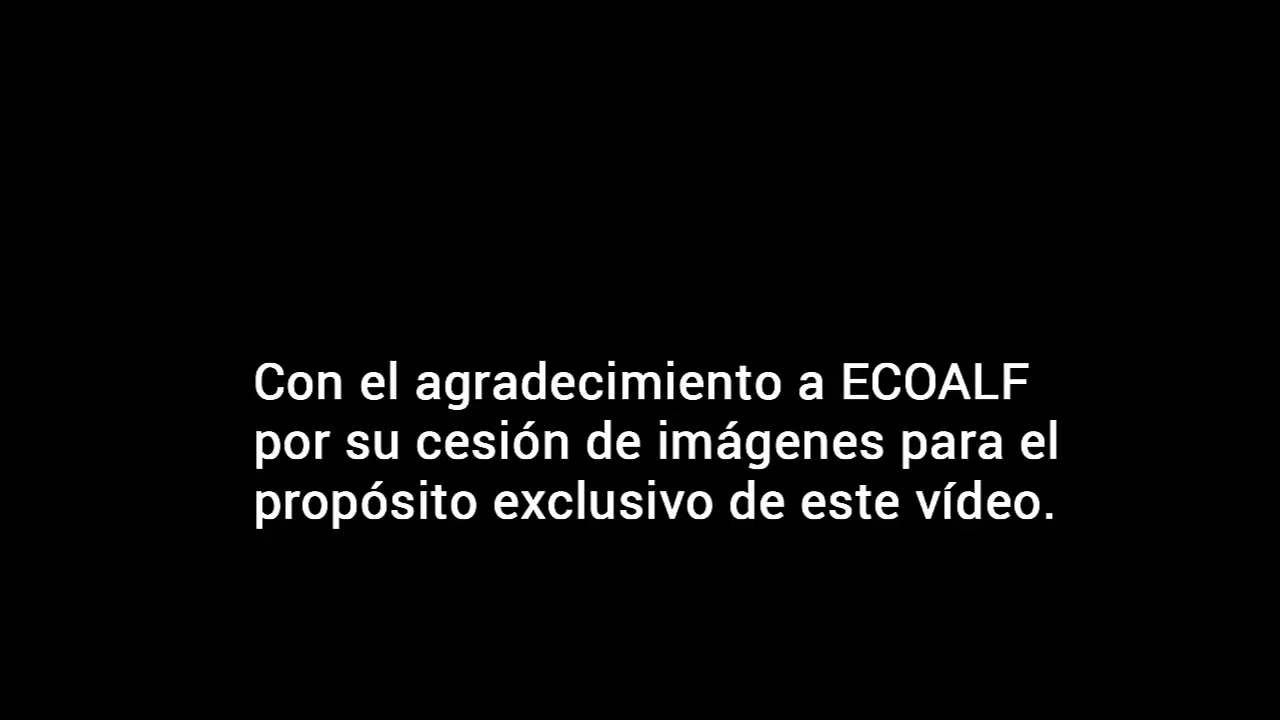 Con el agradecimiento a ECOALF
por su cesión de imágenes para el
propósito exclusivo de este vídeo.